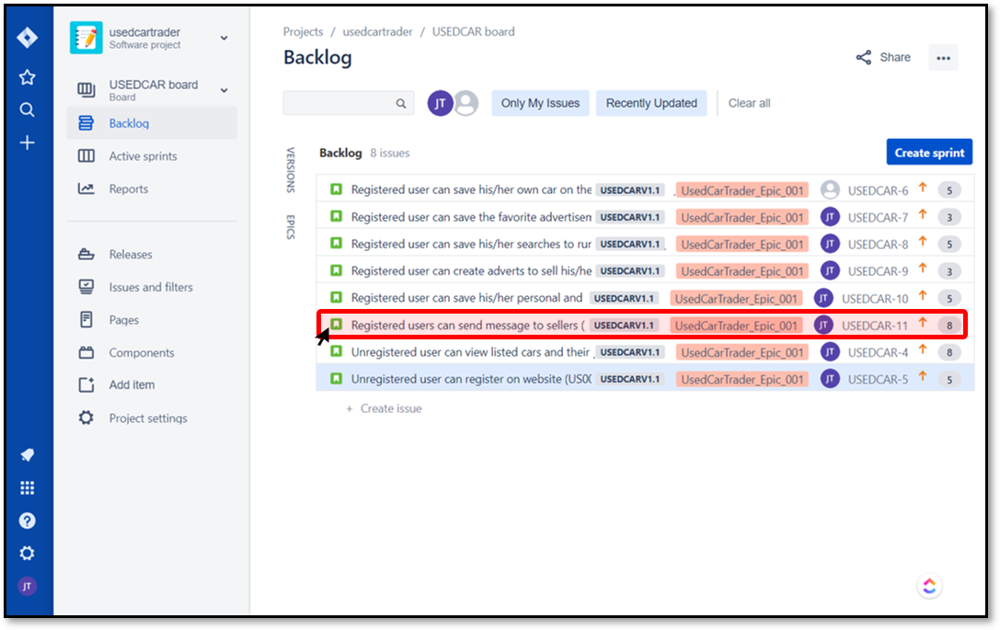 usedcartrader
Software project
USEDCAR board
Board
Backlog
Active sprints
Reports
Releases
Issues and filters
Pages
Components
Add item
Project settings
JT
Projects / usedcartrader / USEDCAR board
Backlog
Share
JT
Only My Issues
Recently Updated
Clear all
VERSIONS
EPICS
Backlog 8 issues
Create sprint
Registered user can save his/her own car on the USEDCARV1.1 UsedCarTrader_Epic_001 USEDCAR-6 5
Registered user can save the favorite advertisem USEDCARV1.1 UsedCarTrader_Epic_001 JT USEDCAR-7 3
Registered user can save his/her searches to rur USEDCARV1.1 UsedCarTrader_Epic_001 JT USEDCAR-8 5
Registered user can create adverts to sell his/he USEDCARV1.1 UsedCarTrader_Epic_001 JT USEDCAR-9 3
Registered user can save his/her personal and USEDCARV1.1 UsedCarTrader_Epic_001 JT USEDCAR-10 5
Registered users can send message to sellers ( USEDCARV1.1 UsedCarTrader_Epic_001 JT USEDCAR-11 8
Unregistered user can view listed cars and their USEDCARV1.1 UsedCarTrader_Epic_001 JT USEDCAR-4 8
Unregistered user can register on website (US00 USEDCARV1.1 UsedCarTrader_Epic_001 JT USEDCAR-5 5
+ Create issue